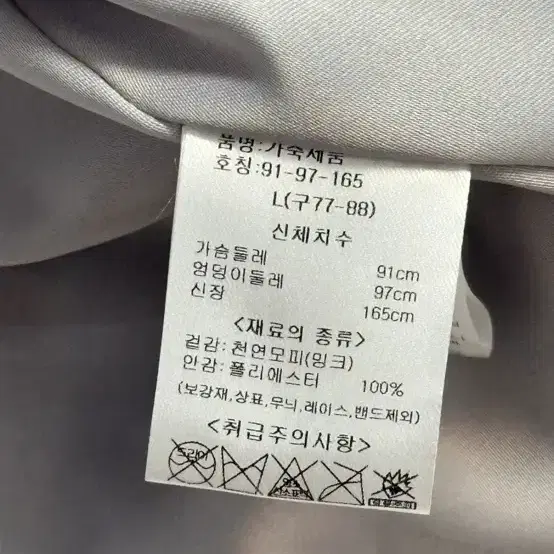 품명:가죽제품
호칭:91-97-165
L(구77-88)
신체치수
가슴둘레 91cm
엉덩이둘레 97cm
신장 165cm
<재료의 종류>
겉감:천연모피(밍크)
안감:폴리에스터 100%
(보강재,상표,무늬,레이스,밴드제외)
<취급주의사항>
드라이